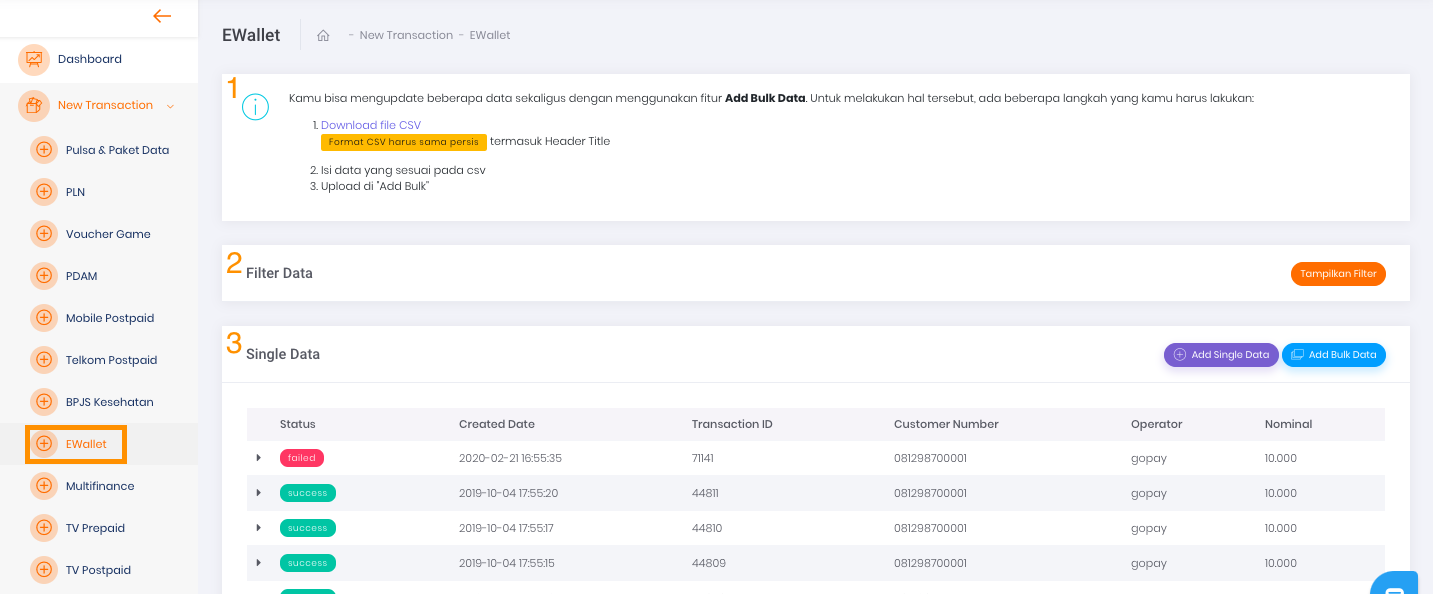 EWallet - New Transaction - EWallet
Dashboard
New Transaction
Pulsa & Paket Data
PLN
Voucher Game
PDAM
Mobile Postpaid
Telkom Postpaid
BPJS Kesehatan
EWallet
Multifinance
TV Prepaid
TV Postpaid
1
Kamu bisa mengupdate beberapa data sekaligus dengan menggunakan fitur Add Bulk Data. Untuk melakukan hal tersebut, ada beberapa langkah yang kamu harus lakukan:
1. Download file CSV
Format CSV harus sama persis termasuk Header Title
2. Isi data yang sesuai pada csv
3. Upload di "Add Bulk"
2
Filter Data Tampilkan Filter
3
Single Data Add Single Data Add Bulk Data
Status Created Date Transaction ID Customer Number Operator Nominal
failed 2020-02-21 16:55:35 71141 081298700001 gopay 10.000
success 2019-10-04 17:55:20 44811 081298700001 gopay 10.000
success 2019-10-04 17:55:17 44810 081298700001 gopay 10.000
success 2019-10-04 17:55:15 44809 081298700001 gopay 10.000